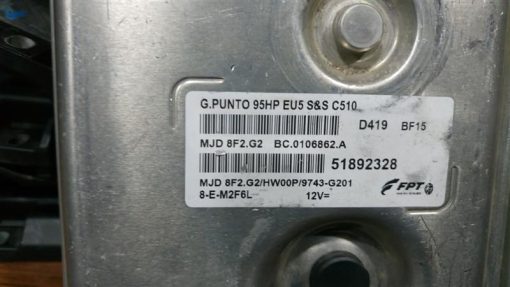 G.PUNTO 95HP EU5 S&S C510
D419 BF15
MJD 8F2.G2 BC.0106862.A
51892328
MJD 8F2.G2/HW00P/9743-G201
8-E-M2F6L 12V=
FPT